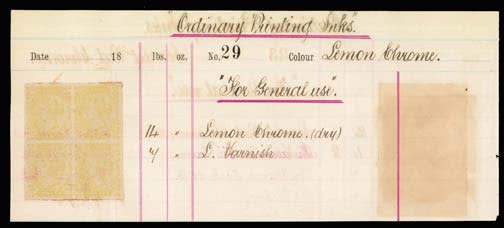 "Ordinary Printing Inks".
Date 18 lbs. oz. No. 29 Colour Lemon Chrome.
"For General use".
14 " Lemon Chrome. (dry)
7 " L. Varnish